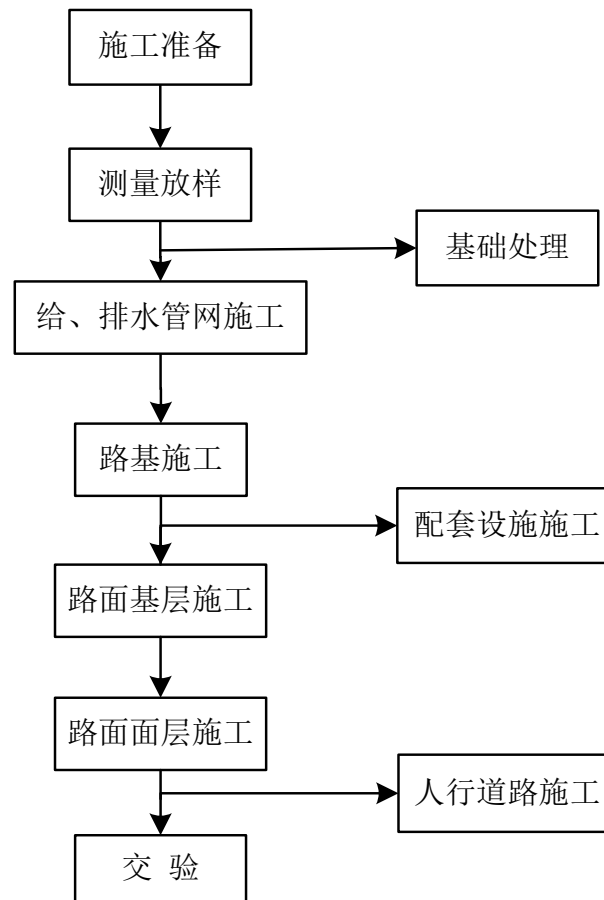 施工准备
测量放样
基础处理
给、排水管网施工
路基施工
配套设施施工
路面基层施工
路面面层施工
人行道路施工
交 验